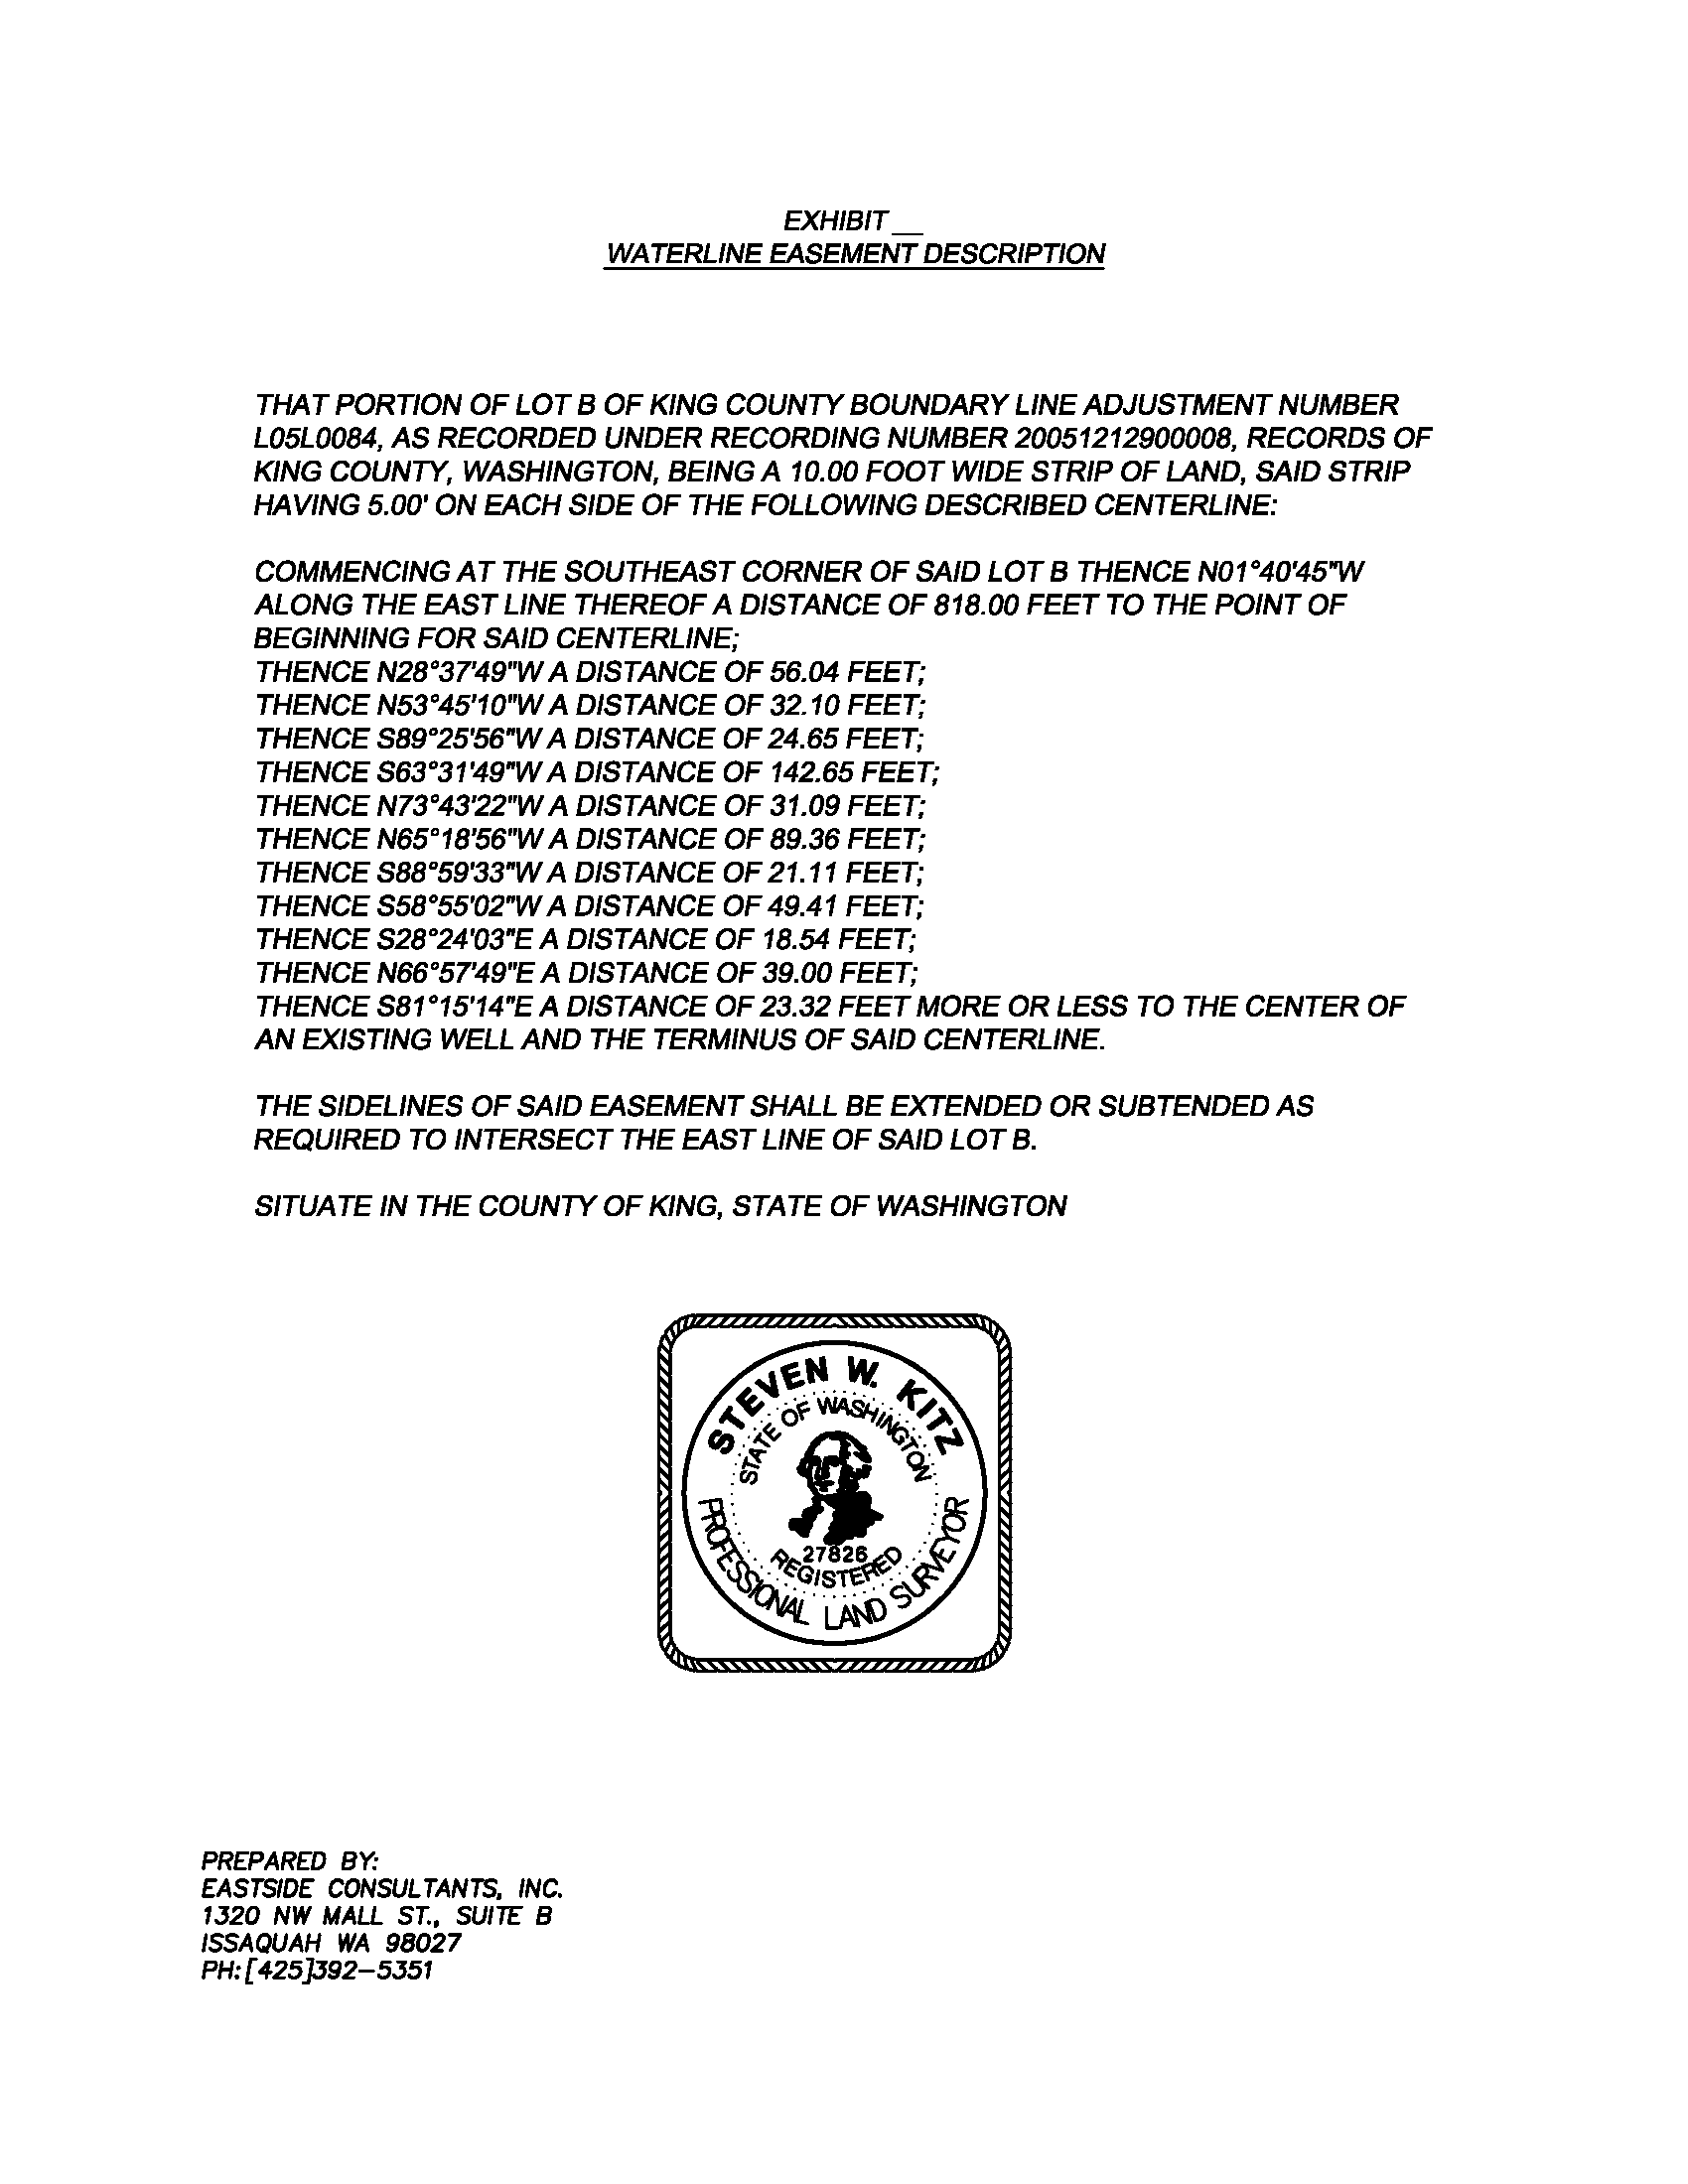 EXHIBIT __
WATERLINE EASEMENT DESCRIPTION
THAT PORTION OF LOT B OF KING COUNTY BOUNDARY LINE ADJUSTMENT NUMBER
L05L0084, AS RECORDED UNDER RECORDING NUMBER 20051212900008, RECORDS OF
KING COUNTY, WASHINGTON, BEING A 10.00 FOOT WIDE STRIP OF LAND, SAID STRIP
HAVING 5.00' ON EACH SIDE OF THE FOLLOWING DESCRIBED CENTERLINE:
COMMENCING AT THE SOUTHEAST CORNER OF SAID LOT B THENCE N01°40'45"W
ALONG THE EAST LINE THEREOF A DISTANCE OF 818.00 FEET TO THE POINT OF
BEGINNING FOR SAID CENTERLINE;
THENCE N28°37'49"W A DISTANCE OF 56.04 FEET;
THENCE N53°45'10"W A DISTANCE OF 32.10 FEET;
THENCE S89°25'56"W A DISTANCE OF 24.65 FEET;
THENCE S63°31'49"W A DISTANCE OF 142.65 FEET;
THENCE N73°43'22"W A DISTANCE OF 31.09 FEET;
THENCE N65°18'56"W A DISTANCE OF 89.36 FEET;
THENCE S88°59'33"W A DISTANCE OF 21.11 FEET;
THENCE S58°55'02"W A DISTANCE OF 49.41 FEET;
THENCE S28°24'03"E A DISTANCE OF 18.54 FEET;
THENCE N66°57'49"E A DISTANCE OF 39.00 FEET;
THENCE S81°15'14"E A DISTANCE OF 23.32 FEET MORE OR LESS TO THE CENTER OF
AN EXISTING WELL AND THE TERMINUS OF SAID CENTERLINE.
THE SIDELINES OF SAID EASEMENT SHALL BE EXTENDED OR SUBTENDED AS
REQUIRED TO INTERSECT THE EAST LINE OF SAID LOT B.
SITUATE IN THE COUNTY OF KING, STATE OF WASHINGTON
STEVEN W. KITZ
STATE OF WASHINGTON
27826
REGISTERED
PROFESSIONAL LAND SURVEYOR
PREPARED BY:
EASTSIDE CONSULTANTS, INC.
1320 NW MALL ST., SUITE B
ISSAQUAH WA 98027
PH:[425]392-5351